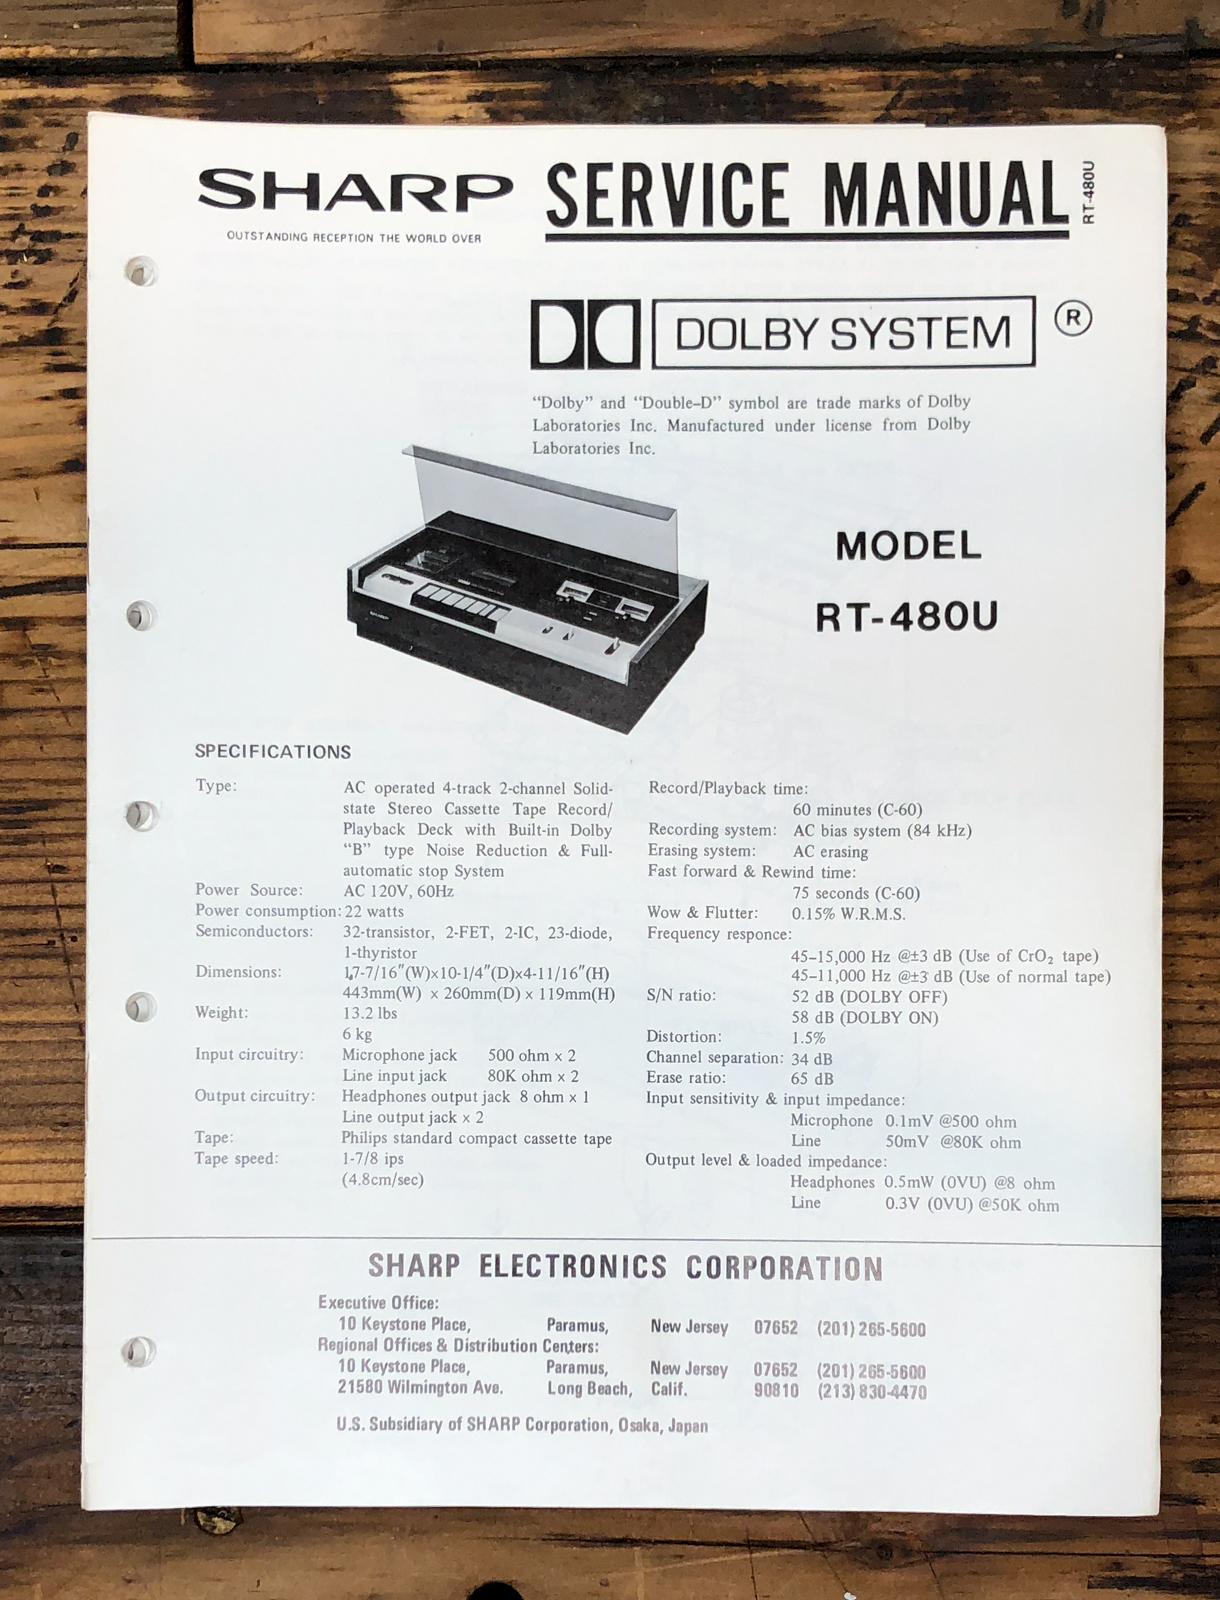 SHARP SERVICE MANUAL
RT-480U
OUTSTANDING RECEPTION THE WORLD OVER
DOLBY SYSTEM ®
“Dolby” and “Double–D” symbol are trade marks of Dolby
Laboratories Inc. Manufactured under license from Dolby
Laboratories Inc.
MODEL
RT-480U
SHARP
SPECIFICATIONS
Type: AC operated 4-track 2-channel Solid-
state Stereo Cassette Tape Record/
Playback Deck with Built-in Dolby
“B” type Noise Reduction & Full-
automatic stop System
Power Source: AC 120V, 60Hz
Power consumption: 22 watts
Semiconductors: 32-transistor, 2-FET, 2-IC, 23-diode,
1-thyristor
Dimensions: 17-7/16″(W)x10-1/4″(D)x4-11/16″(H)
443mm(W) x 260mm(D) x 119mm(H)
Weight: 13.2 lbs
6 kg
Input circuitry: Microphone jack 500 ohm x 2
Line input jack 80K ohm x 2
Output circuitry: Headphones output jack 8 ohm x 1
Line output jack x 2
Tape: Philips standard compact cassette tape
Tape speed: 1-7/8 ips
(4.8cm/sec)
Record/Playback time:
60 minutes (C-60)
Recording system: AC bias system (84 kHz)
Erasing system: AC erasing
Fast forward & Rewind time:
75 seconds (C-60)
Wow & Flutter: 0.15% W.R.M.S.
Frequency responce:
45–15,000 Hz @±3 dB (Use of CrO₂ tape)
45–11,000 Hz @±3 dB (Use of normal tape)
S/N ratio: 52 dB (DOLBY OFF)
58 dB (DOLBY ON)
Distortion: 1.5%
Channel separation: 34 dB
Erase ratio: 65 dB
Input sensitivity & input impedance:
Microphone 0.1mV @500 ohm
Line 50mV @80K ohm
Output level & loaded impedance:
Headphones 0.5mW (0VU) @8 ohm
Line 0.3V (0VU) @50K ohm
SHARP ELECTRONICS CORPORATION
Executive Office:
10 Keystone Place, Paramus, New Jersey 07652 (201) 265-5600
Regional Offices & Distribution Centers:
10 Keystone Place, Paramus, New Jersey 07652 (201) 265-5600
21580 Wilmington Ave. Long Beach, Calif. 90810 (213) 830-4470
U.S. Subsidiary of SHARP Corporation, Osaka, Japan